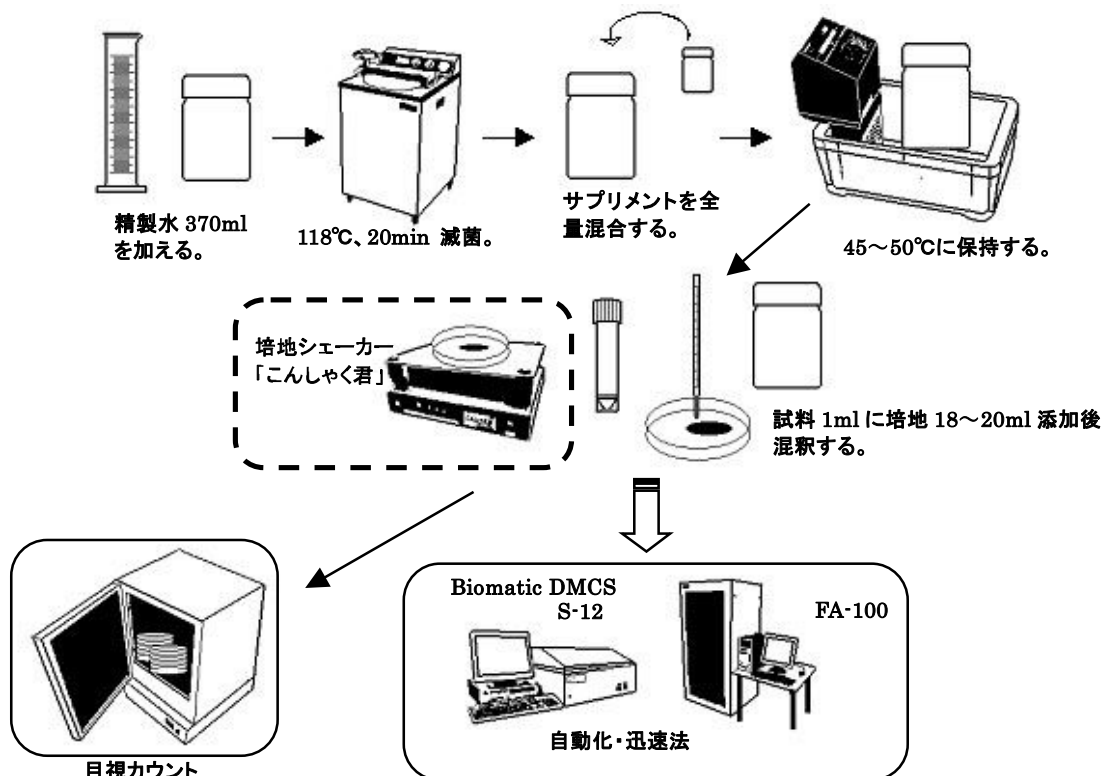 精製水 370ml
を加える。
118℃、20min 滅菌。
サプリメントを全
量混合する。
45～50℃に保持する。
培地シェーカー
「こんしゃく君」
試料 1ml に培地 18～20ml 添加後
混釈する。
Biomatic DMCS
S-12
FA-100
自動化・迅速法
目視カウント